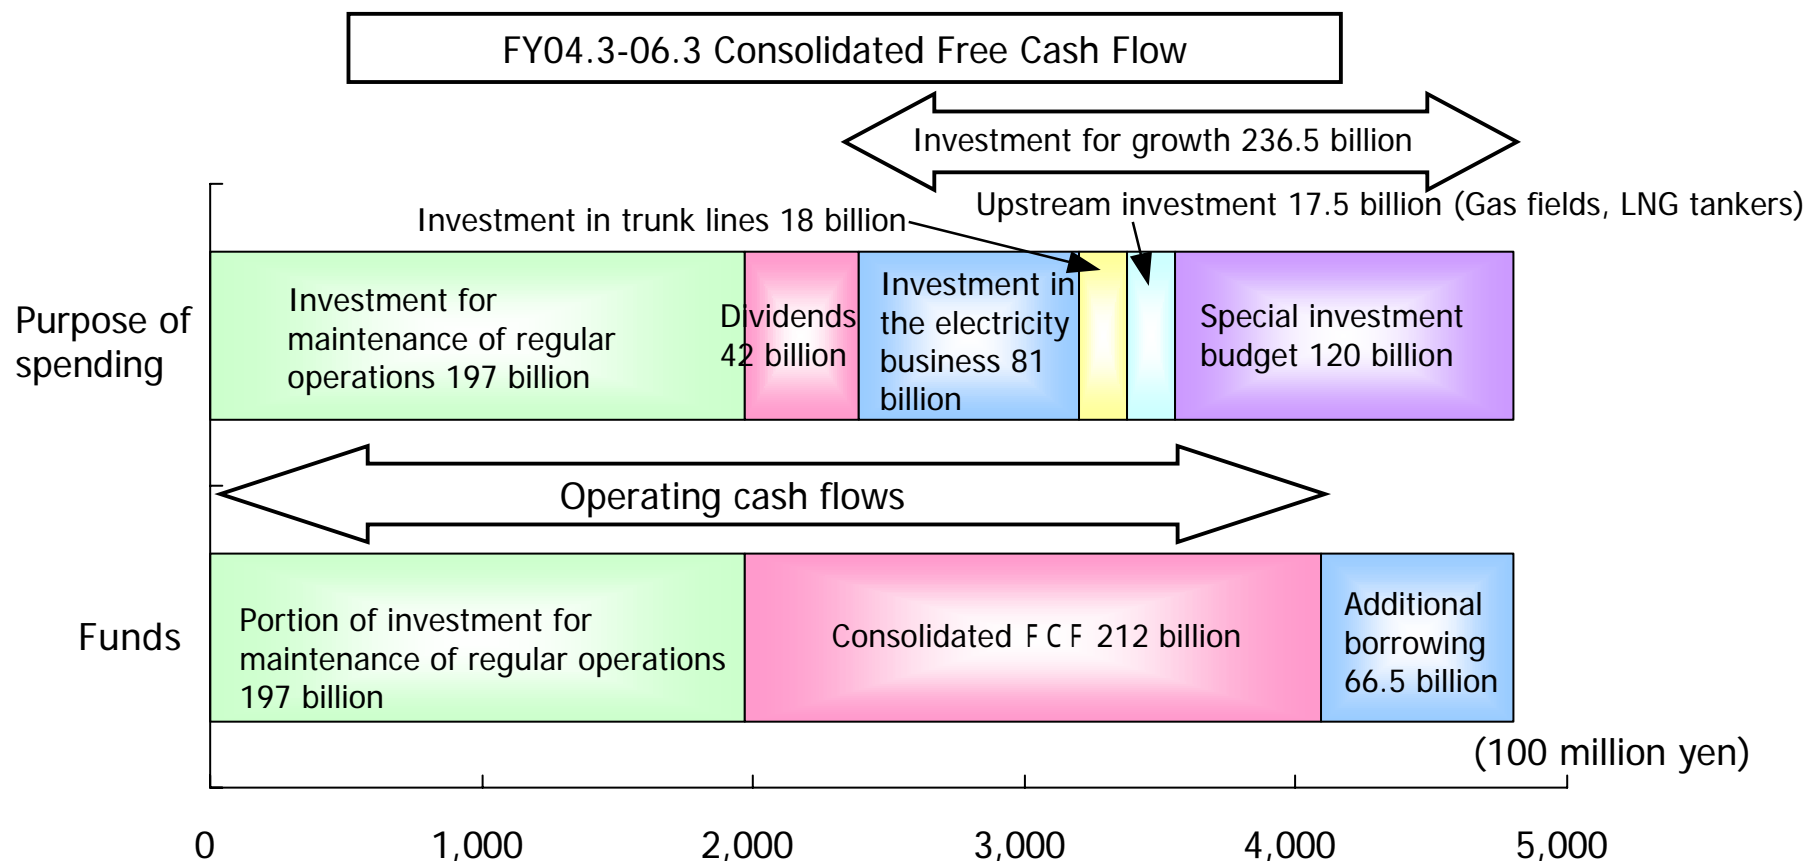 FY04.3-06.3 Consolidated Free Cash Flow
Investment for growth 236.5 billion
Upstream investment 17.5 billion (Gas fields, LNG tankers)
Investment in trunk lines 18 billion
Purpose of
spending
Investment for
maintenance of regular
operations 197 billion
Dividends
42 billion
Investment in
the electricity
business 81
billion
Special investment
budget 120 billion
Operating cash flows
Funds
Portion of investment for
maintenance of regular operations
197 billion
Consolidated ＦＣＦ 212 billion
Additional
borrowing
66.5 billion
(100 million yen)
0 1,000 2,000 3,000 4,000 5,000